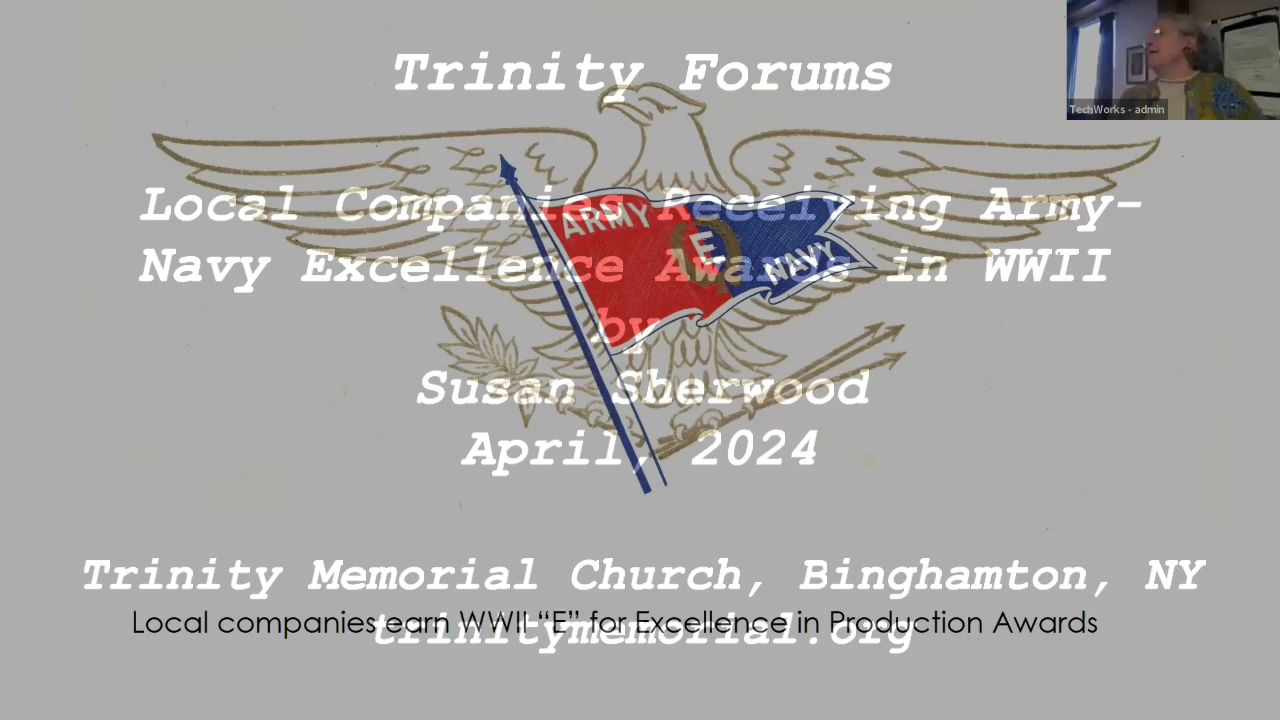 Trinity Forums
TechWorks - admin
Local Companies Receiving Army-
Navy Excellence Awards in WWII
ARMY
E
NAVY
by
Susan Sherwood
April, 2024
Trinity Memorial Church, Binghamton, NY
Local companies earn WWII “E” for Excellence in Production Awards
trinitymemorial.org